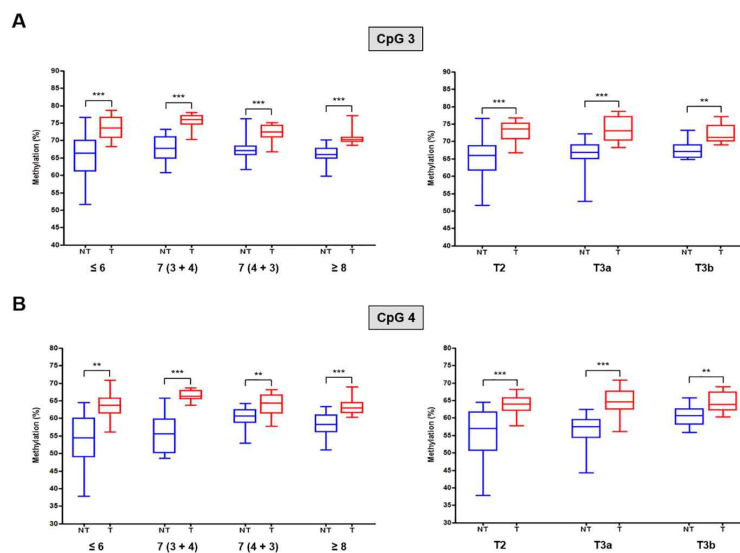 A
CpG 3
90
85
80
75
70
65
60
55
50
45
40
Methylation (%)
*** *** *** ***
NT T NT T NT T NT T
≤ 6 7 (3 + 4) 7 (4 + 3) ≥ 8
90
85
80
75
70
65
60
55
50
45
40
Methylation (%)
*** *** **
NT T NT T NT T
T2 T3a T3b
B
CpG 4
80
75
70
65
60
55
50
45
40
35
30
Methylation (%)
** *** ** ***
NT T NT T NT T NT T
≤ 6 7 (3 + 4) 7 (4 + 3) ≥ 8
80
75
70
65
60
55
50
45
40
35
30
Methylation (%)
*** *** **
NT T NT T NT T
T2 T3a T3b